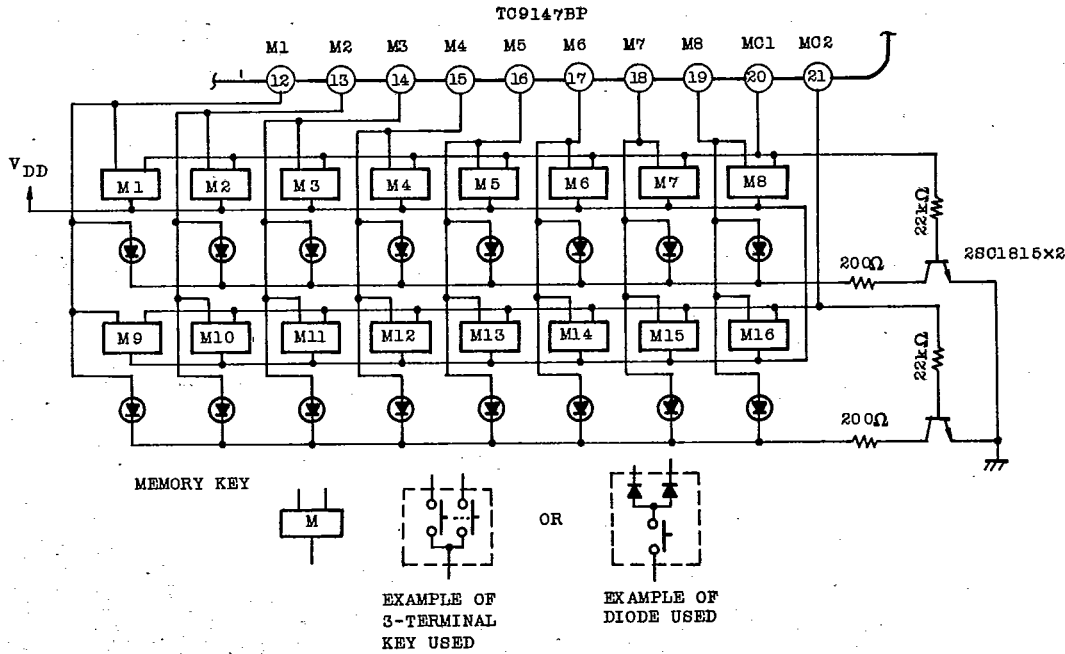 TC9147BP
M1 M2 M3 M4 M5 M6 M7 M8 MC1 MC2
12 13 14 15 16 17 18 19 20 21
VDD
M1 M2 M3 M4 M5 M6 M7 M8
22kΩ
2SC1815×2
200Ω
M9 M10 M11 M12 M13 M14 M15 M16
22kΩ
200Ω
MEMORY KEY
M
OR
EXAMPLE OF
3-TERMINAL
KEY USED
EXAMPLE OF
DIODE USED